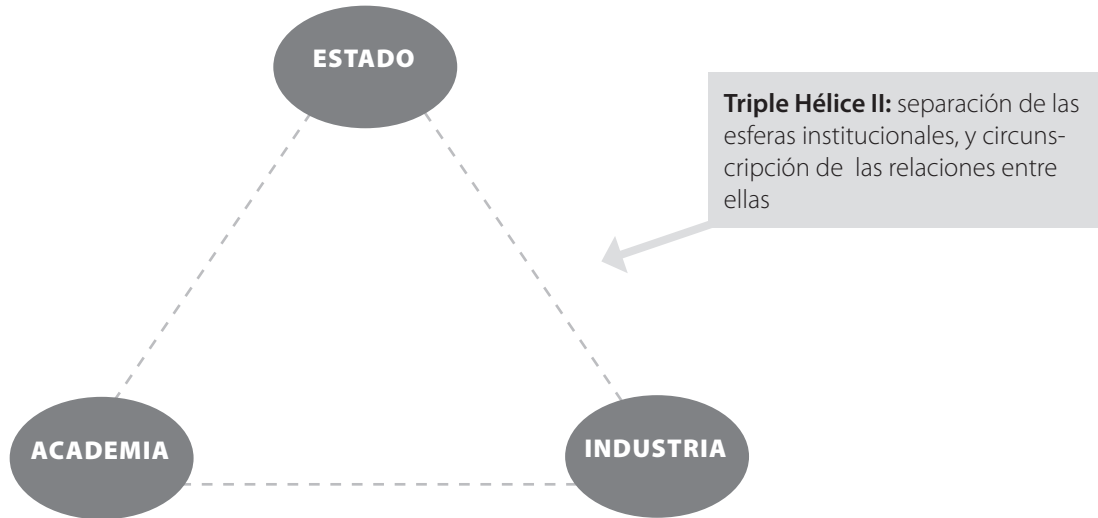 ESTADO
Triple Hélice II: separación de las
esferas institucionales, y circuns-
cripción de las relaciones entre
ellas
ACADEMIA
INDUSTRIA